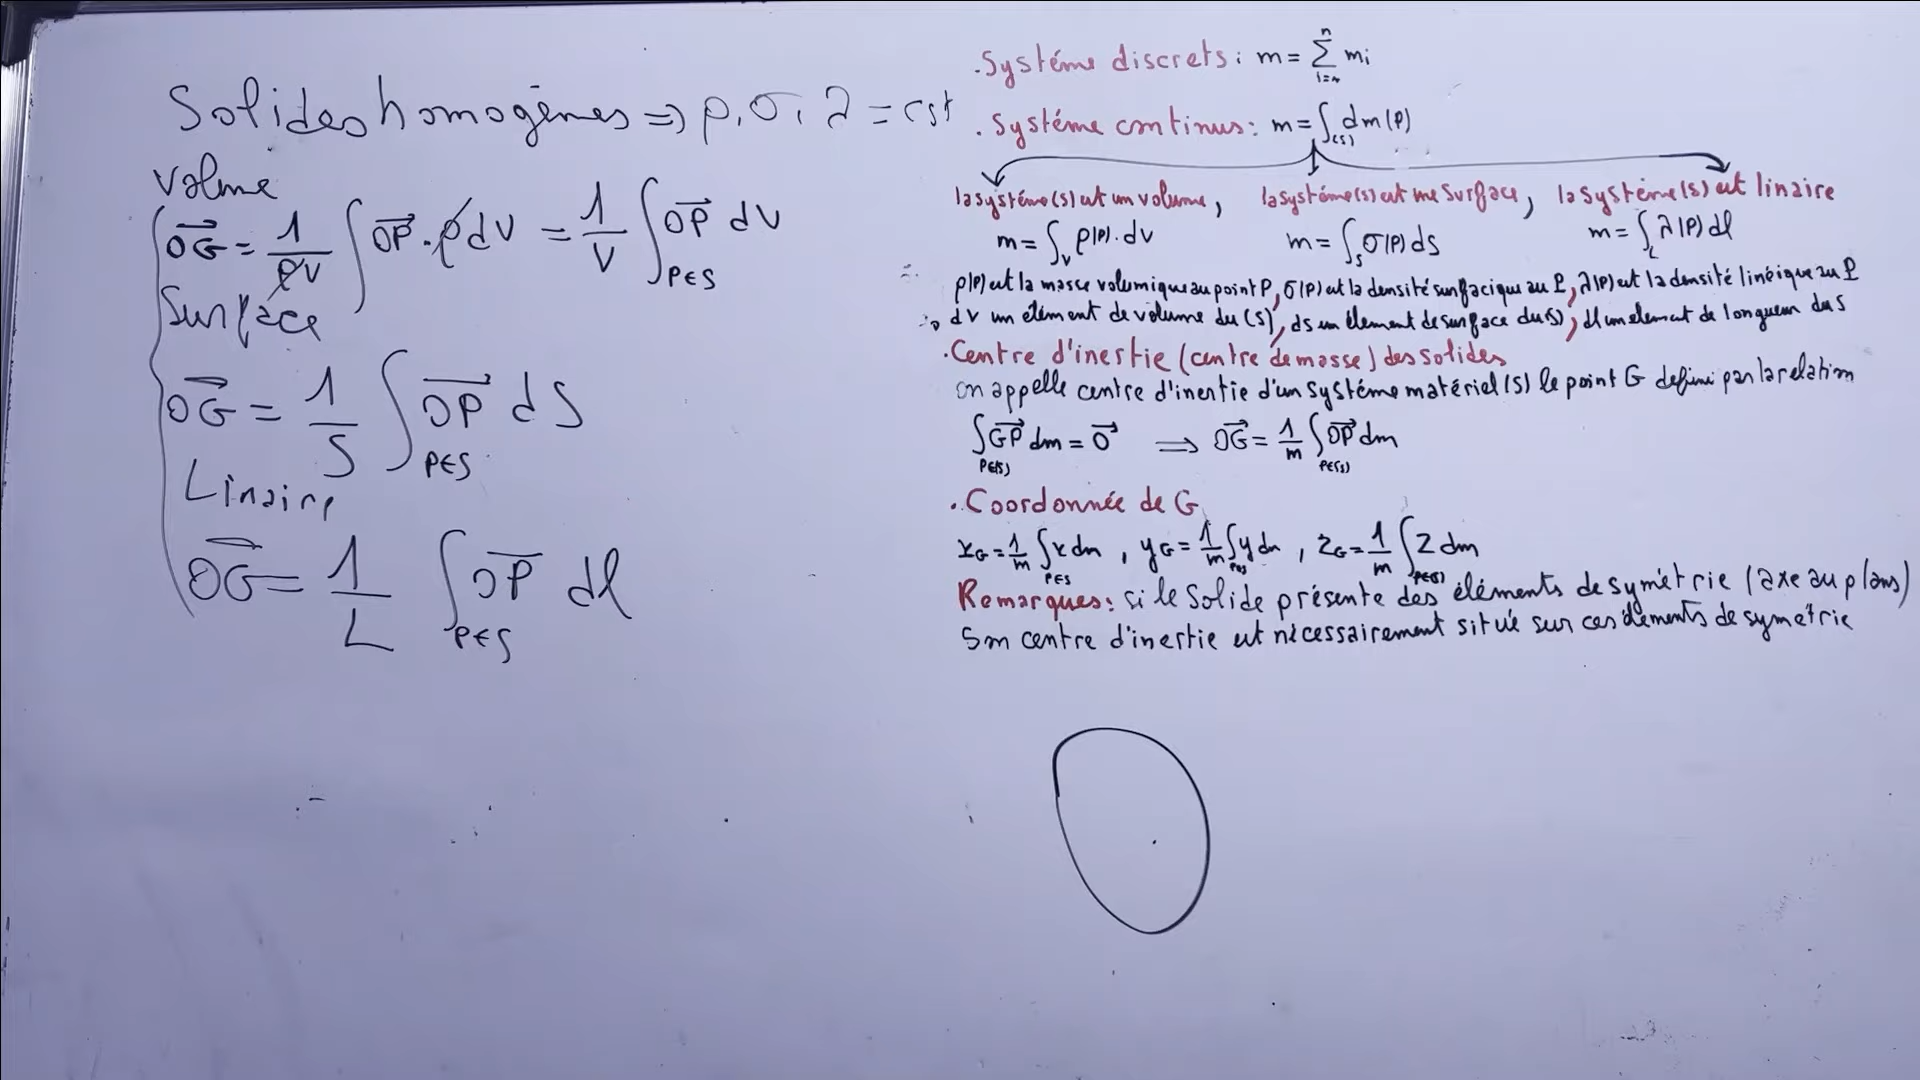 Solides homogènes => ρ, σ, λ = cst
Volume
OG = 1/ρV ∫ OP . ρ dV = 1/V ∫ P∈S OP dV
Surface
OG = 1/S ∫ P∈S OP dS
Linaire
OG = 1/L ∫ P∈S OP dl
. Système discrets : m = Σ i=1 n mi
. Système continus : m = ∫(S) dm(P)
la système (S) est un volume, la système (S) est une surface, la système (S) est linaire
m = ∫V ρ(P). dv m = ∫S σ(P) ds m = ∫L λ(P) dl
ρ(P) est la masse volumique au point P, σ(P) est la densité surfacique au P, λ(P) est la densité linéique au P
dv un élément de volume du (S), ds un élément de surface du (S), dl un element de longueur du S
. Centre d'inertie (centre de masse) des solides
on appelle centre d'inertie d'un système matériel (S) le point G defini par la relation
∫ P∈(S) GP dm = 0 => OG = 1/m ∫ P∈(S) OP dm
. Coordonnée de G
xG = 1/m ∫ P∈S x dm, yG = 1/m ∫ P∈S y dm, zG = 1/m ∫ P∈(S) z dm
Remarques : si le Solide présente des éléments de symétrie (axe au plans)
Son centre d'inertie est nécessairement situé sur ces éléments de symetrie